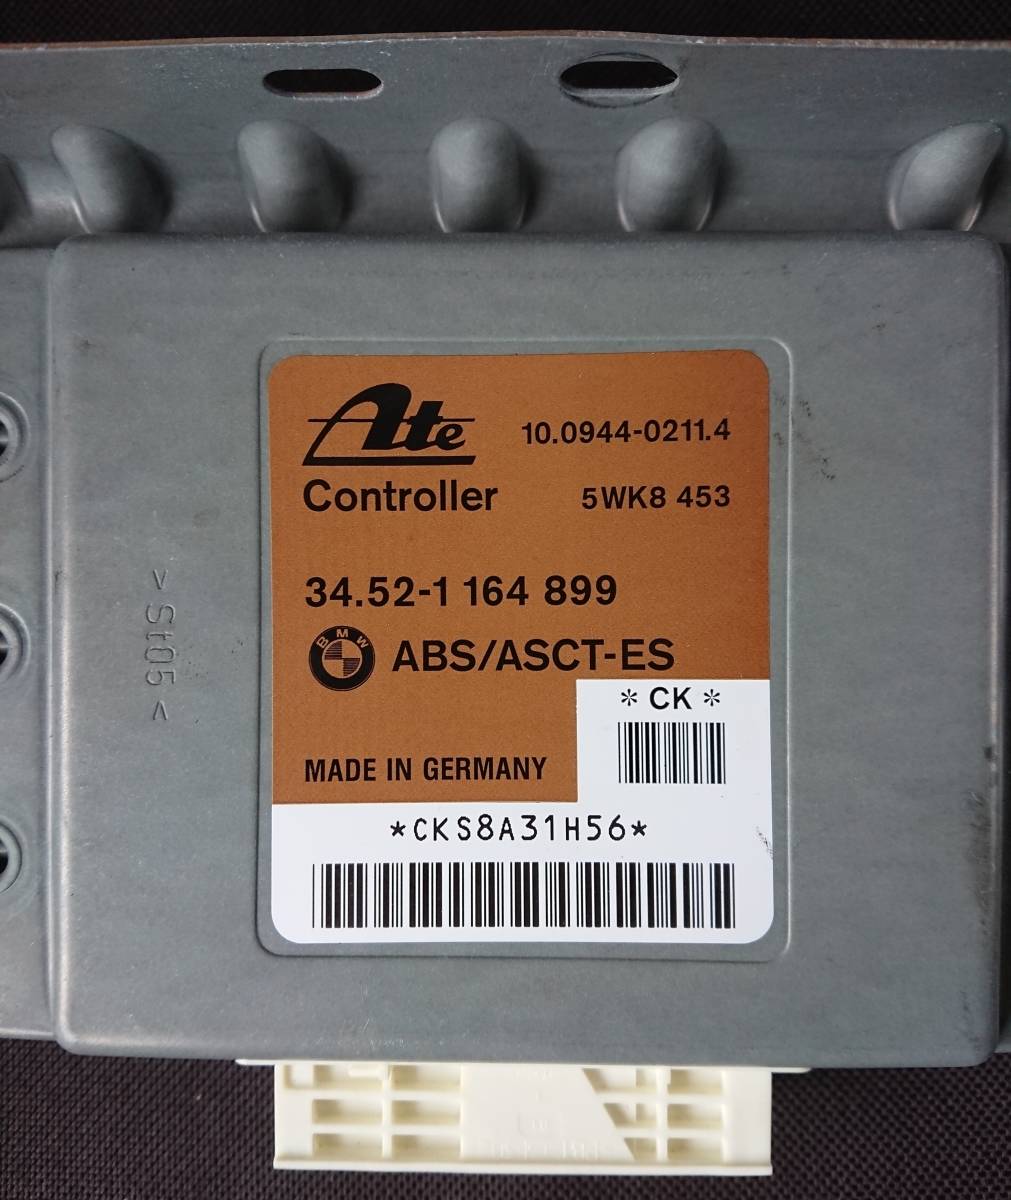 Ate
10.0944-0211.4
Controller
5WK8 453
34.52-1 164 899
BMW
ABS/ASCT-ES
* CK *
MADE IN GERMANY
*CKS8A31H56*
>St05<